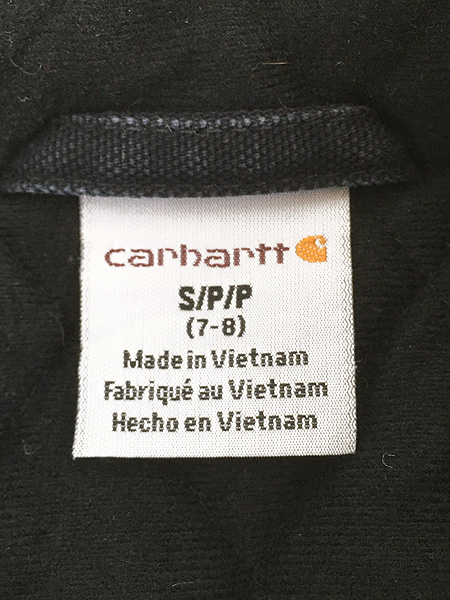 carhartt
S/P/P
(7-8)
Made in Vietnam
Fabriqué au Vietnam
Hecho en Vietnam